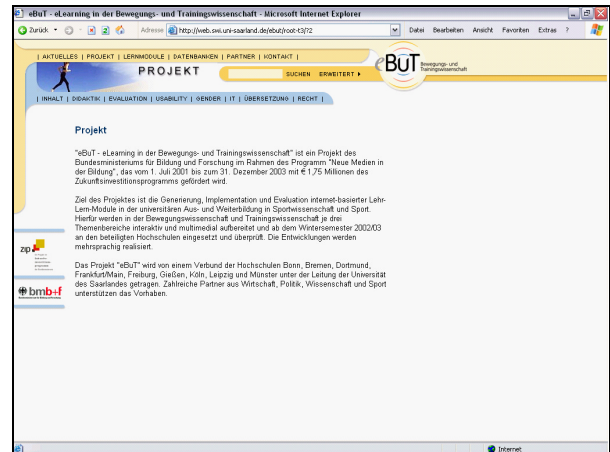 eBuT - eLearning in der Bewegungs- und Trainingswissenschaft - Microsoft Internet Explorer
Zurück Adresse http://web.swi.uni-saarland.de/ebut/root-t3/?2 Datei Bearbeiten Ansicht Favoriten Extras ?
| AKTUELLES | PROJEKT | LERNMODULE | DATENBANKEN | PARTNER | KONTAKT |
eBuT Bewegungs- und
Trainingswissenschaft
PROJEKT SUCHEN ERWEITERT
| INHALT | DIDAKTIK | EVALUATION | USABILITY | GENDER | IT | ÜBERSETZUNG | RECHT |
Projekt
"eBuT - eLearning in der Bewegungs- und Trainingswissenschaft" ist ein Projekt des
Bundesministeriums für Bildung und Forschung im Rahmen des Programm "Neue Medien in
der Bildung", das vom 1. Juli 2001 bis zum 31. Dezember 2003 mit € 1,75 Millionen des
Zukunftsinvestitionsprogramms gefördert wird.
Ziel des Projektes ist die Generierung, Implementation und Evaluation internet-basierter Lehr-
Lern-Module in der universitären Aus- und Weiterbildung in Sportwissenschaft und Sport.
Hierfür werden in der Bewegungswissenschaft und Trainingswissenschaft je drei
Themenbereiche interaktiv und multimedial aufbereitet und ab dem Wintersemester 2002/03
an den beteiligten Hochschulen eingesetzt und überprüft. Die Entwicklungen werden
mehrsprachig realisiert.
Das Projekt "eBuT" wird von einem Verbund der Hochschulen Bonn, Bremen, Dortmund,
Frankfurt/Main, Freiburg, Gießen, Köln, Leipzig und Münster unter der Leitung der Universität
des Saarlandes getragen. Zahlreiche Partner aus Wirtschaft, Politik, Wissenschaft und Sport
unterstützen das Vorhaben.
zip
bmb+f
Internet